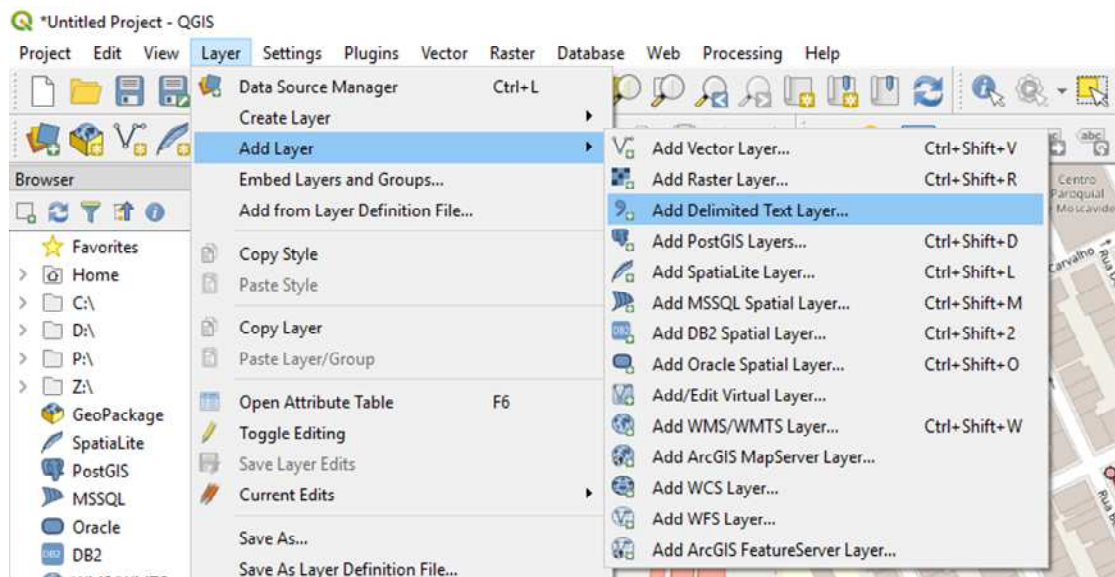 *Untitled Project - QGIS
Project Edit View Layer Settings Plugins Vector Raster Database Web Processing Help
Data Source Manager Ctrl+L
Create Layer
Add Layer
Embed Layers and Groups...
Add from Layer Definition File...
Copy Style
Paste Style
Copy Layer
Paste Layer/Group
Open Attribute Table F6
Toggle Editing
Save Layer Edits
Current Edits
Save As...
Save As Layer Definition File...
Add Vector Layer... Ctrl+Shift+V
Add Raster Layer... Ctrl+Shift+R
Add Delimited Text Layer...
Add PostGIS Layers... Ctrl+Shift+D
Add SpatiaLite Layer... Ctrl+Shift+L
Add MSSQL Spatial Layer... Ctrl+Shift+M
Add DB2 Spatial Layer... Ctrl+Shift+2
Add Oracle Spatial Layer... Ctrl+Shift+O
Add/Edit Virtual Layer...
Add WMS/WMTS Layer... Ctrl+Shift+W
Add ArcGIS MapServer Layer...
Add WCS Layer...
Add WFS Layer...
Add ArcGIS FeatureServer Layer...
Browser
Favorites
Home
C:\
D:\
P:\
Z:\
GeoPackage
SpatiaLite
PostGIS
MSSQL
Oracle
DB2
abc
Centro
Paroquial
Moscavide
Carvalho
Rua
Rua